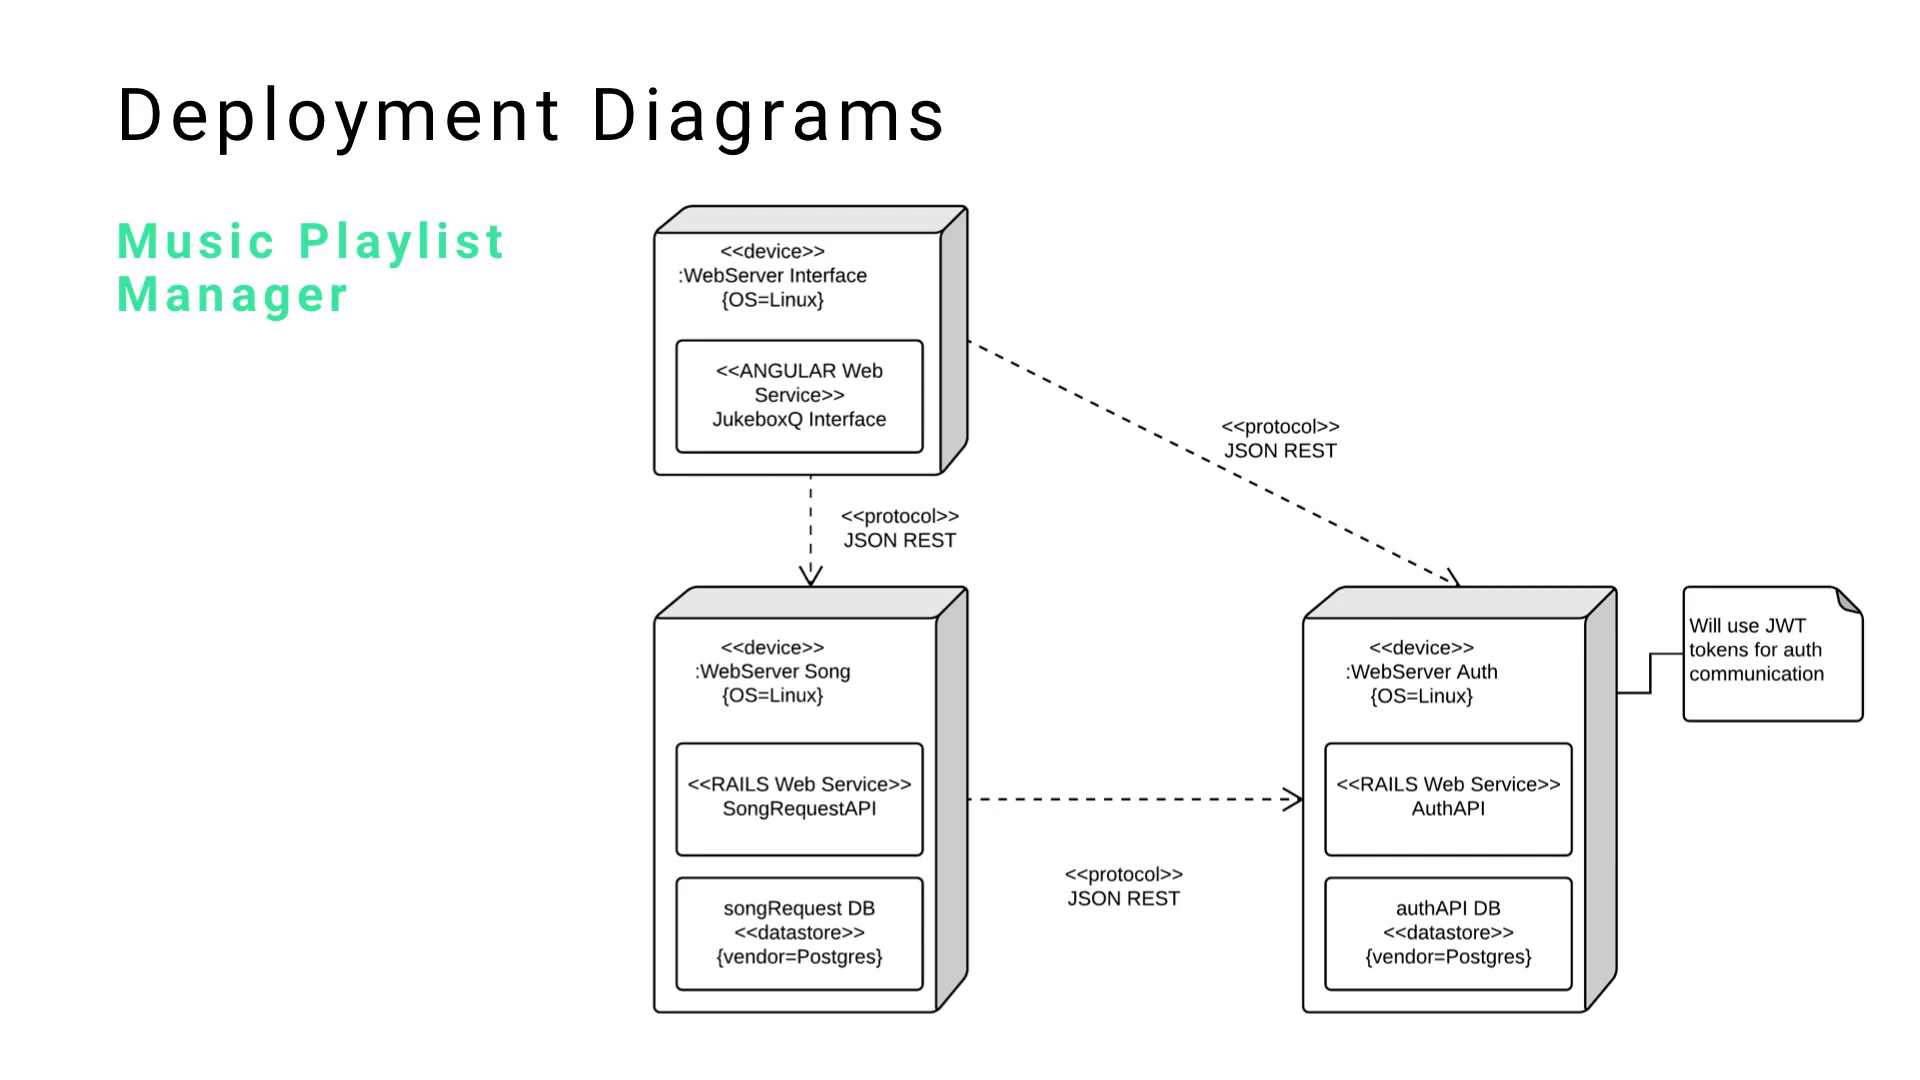 Deployment Diagrams
Music Playlist
Manager
<<device>>
:WebServer Interface
{OS=Linux}
<<ANGULAR Web
Service>>
JukeboxQ Interface
<<protocol>>
JSON REST
<<protocol>>
JSON REST
<<device>>
:WebServer Song
{OS=Linux}
<<RAILS Web Service>>
SongRequestAPI
songRequest DB
<<datastore>>
{vendor=Postgres}
<<protocol>>
JSON REST
<<device>>
:WebServer Auth
{OS=Linux}
<<RAILS Web Service>>
AuthAPI
authAPI DB
<<datastore>>
{vendor=Postgres}
Will use JWT
tokens for auth
communication